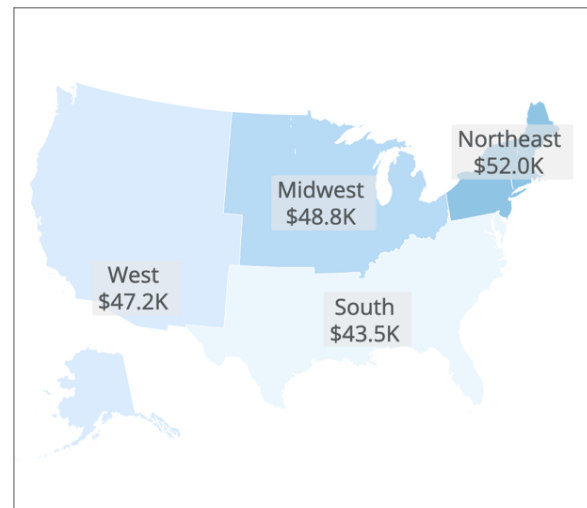 Northeast
$52.0K
Midwest
$48.8K
West
$47.2K
South
$43.5K